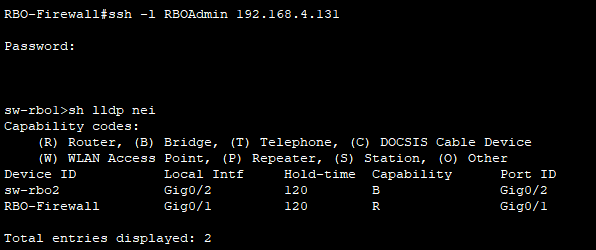 RBO-Firewall#ssh -l RBOAdmin 192.168.4.131
Password:
sw-rbo1>sh lldp nei
Capability codes:
(R) Router, (B) Bridge, (T) Telephone, (C) DOCSIS Cable Device
(W) WLAN Access Point, (P) Repeater, (S) Station, (O) Other
Device ID Local Intf Hold-time Capability Port ID
sw-rbo2 Gig0/2 120 B Gig0/2
RBO-Firewall Gig0/1 120 R Gig0/1
Total entries displayed: 2